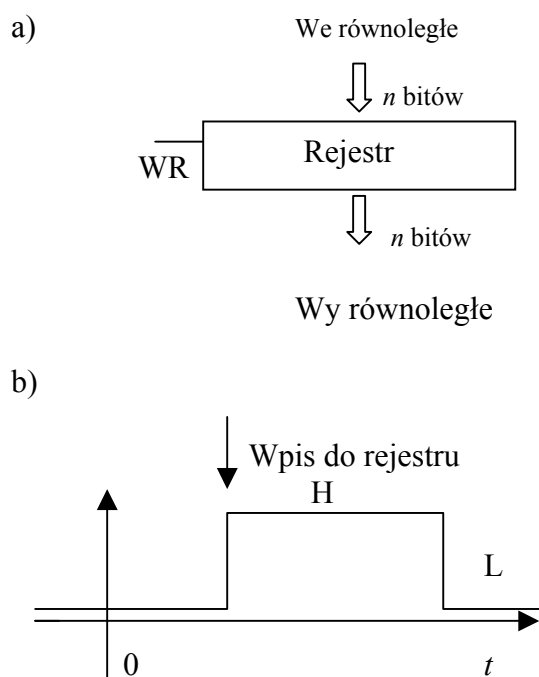 a)
We równoległe
n bitów
Rejestr
WR
n bitów
Wy równoległe
b)
Wpis do rejestru
H
L
0
t